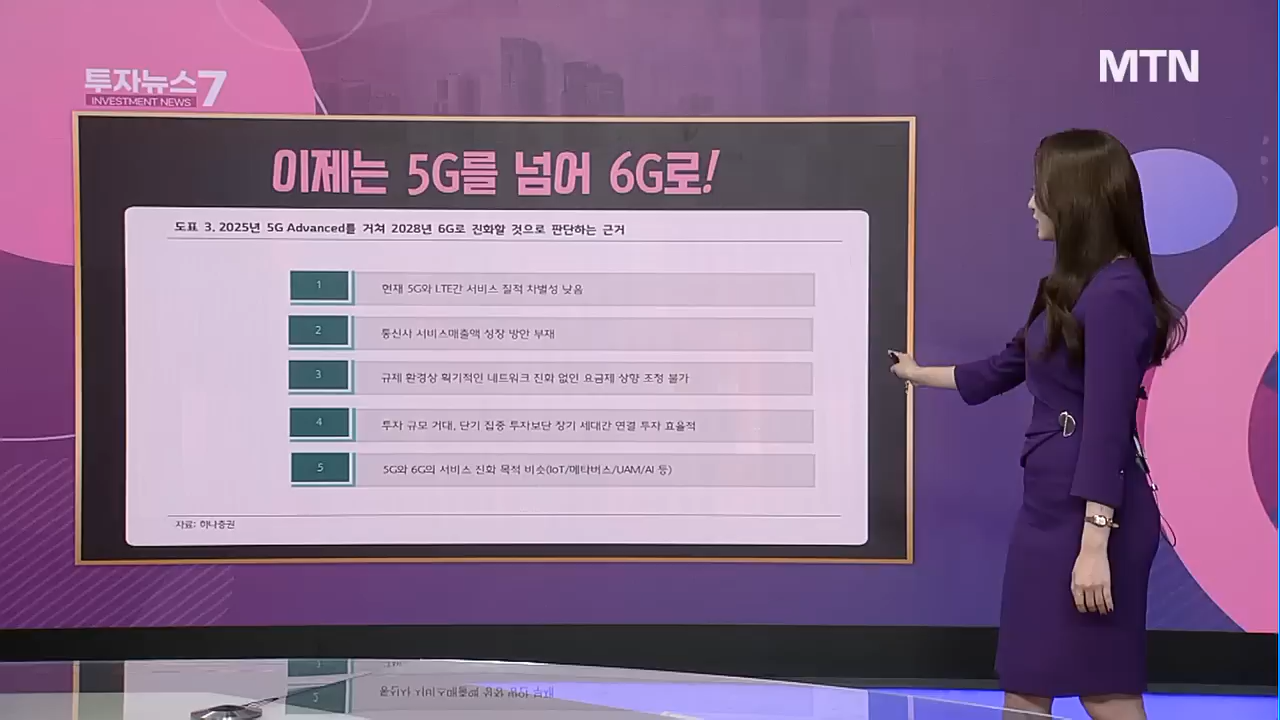 투자뉴스7
INVESTMENT NEWS
MTN
이제는 5G를 넘어 6G로!
도표 3. 2025년 5G Advanced를 거쳐 2028년 6G로 진화할 것으로 판단하는 근거
1 현재 5G와 LTE간 서비스 질적 차별성 낮음
2 통신사 서비스매출액 성장 방안 부재
3 규제 환경상 획기적인 네트워크 진화 없인 요금제 상향 조정 불가
4 투자 규모 거대, 단기 집중 투자보단 장기 세대간 연결 투자 효율적
5 5G와 6G의 서비스 진화 목적 비슷(IoT/메타버스/UAM/AI 등)
자료: 하나증권